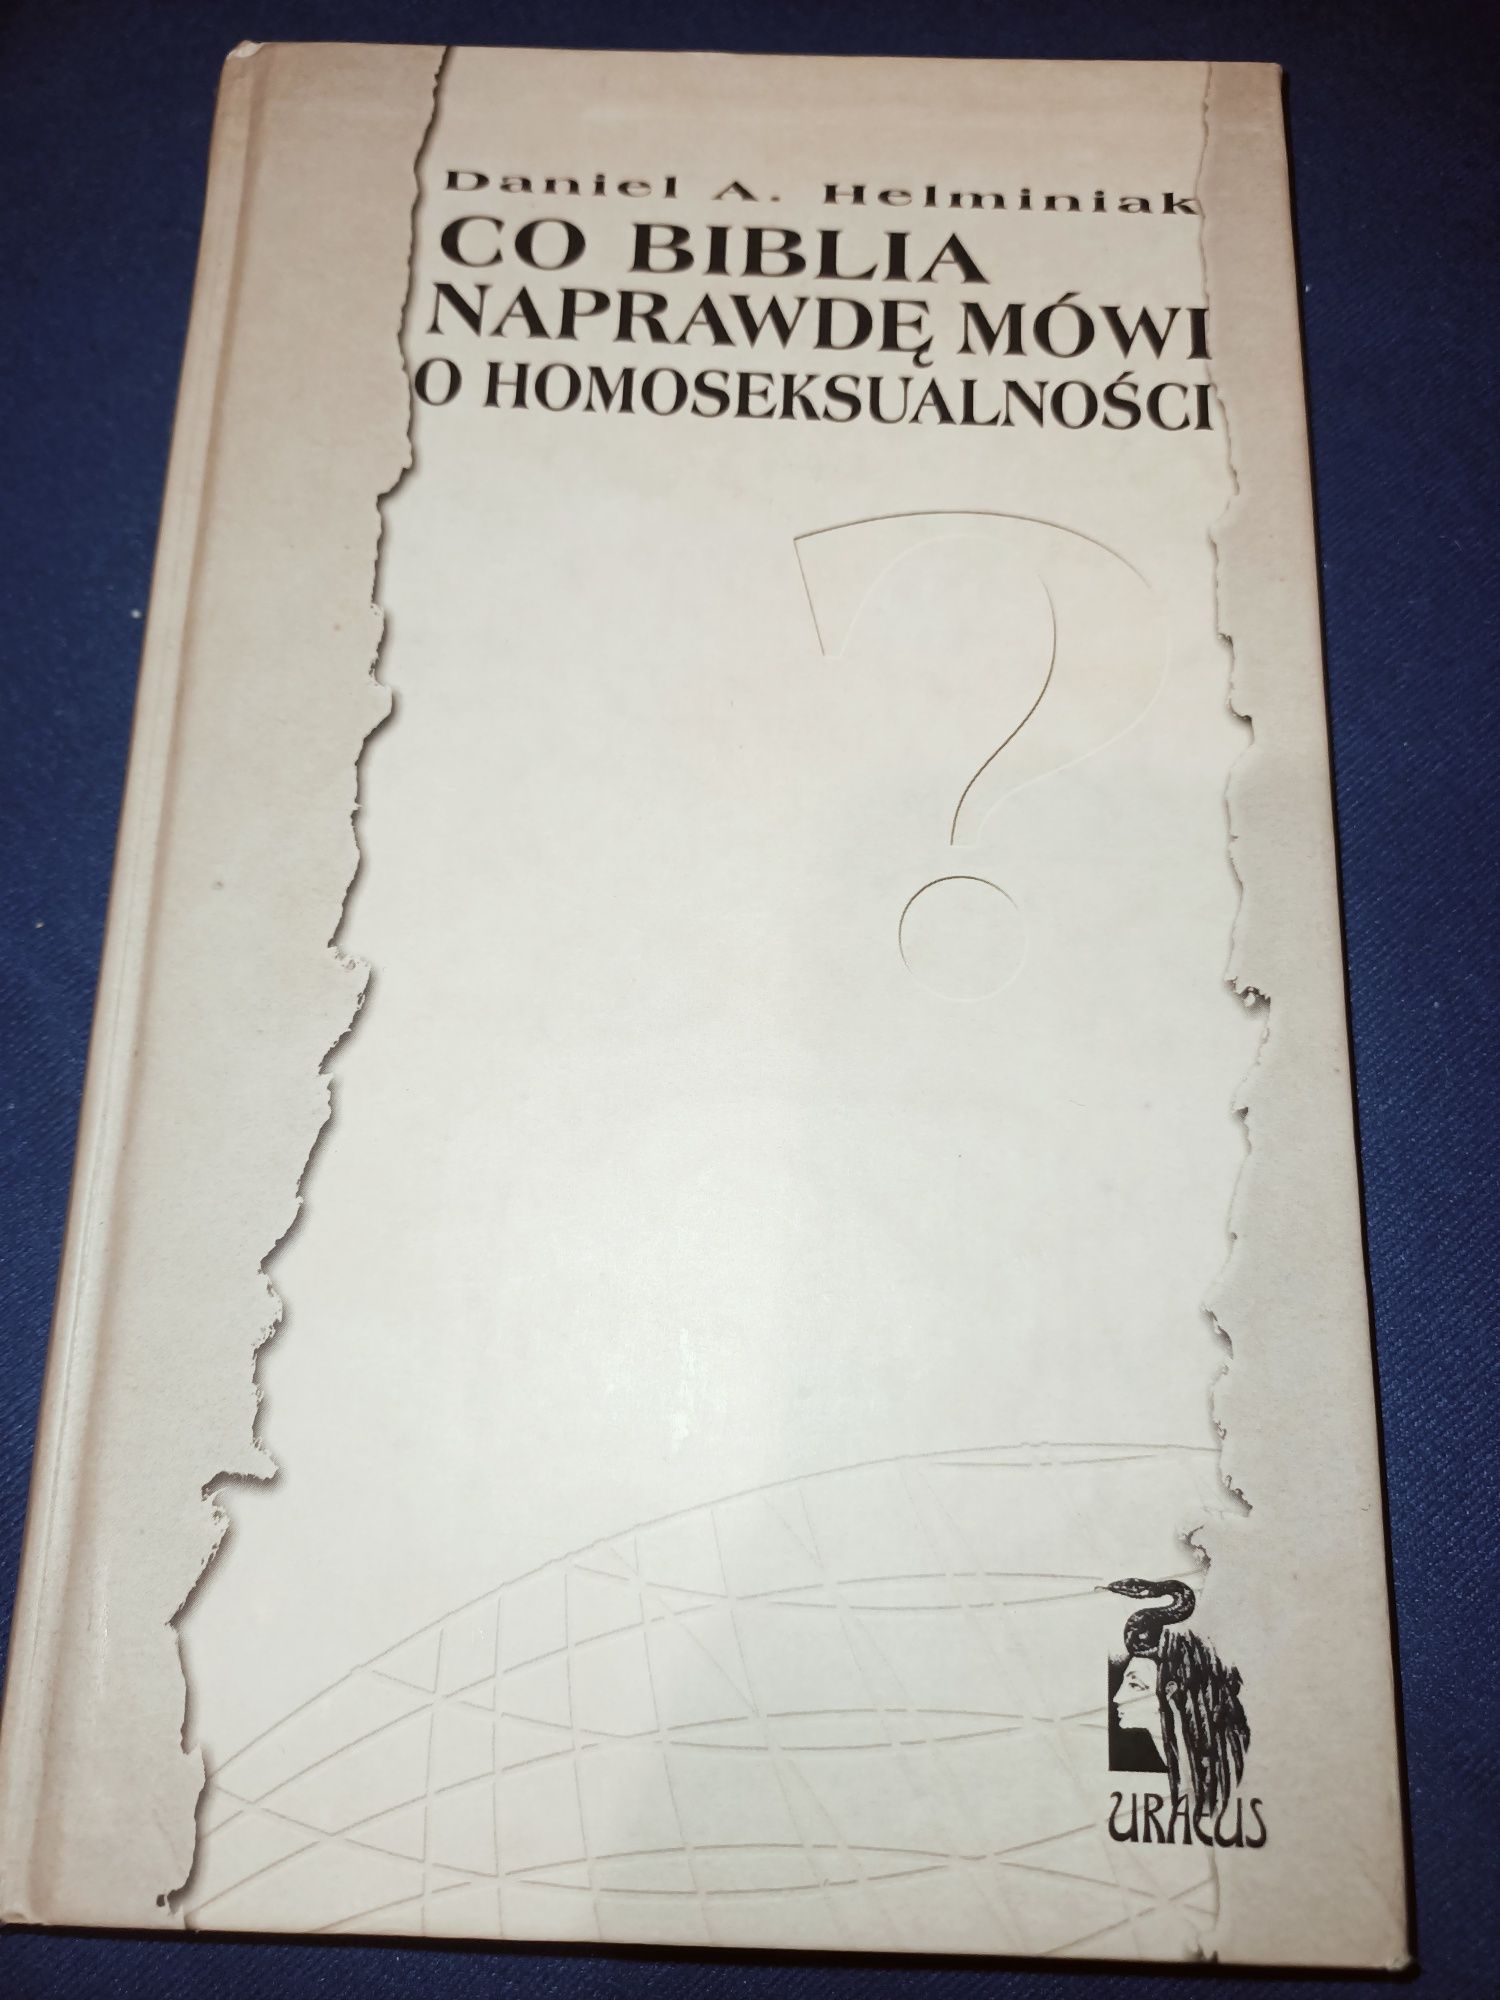 Daniel A. Helminiak
CO BIBLIA
NAPRAWDĘ MÓWI
O HOMOSEKSUALNOŚCI
?
URAEUS